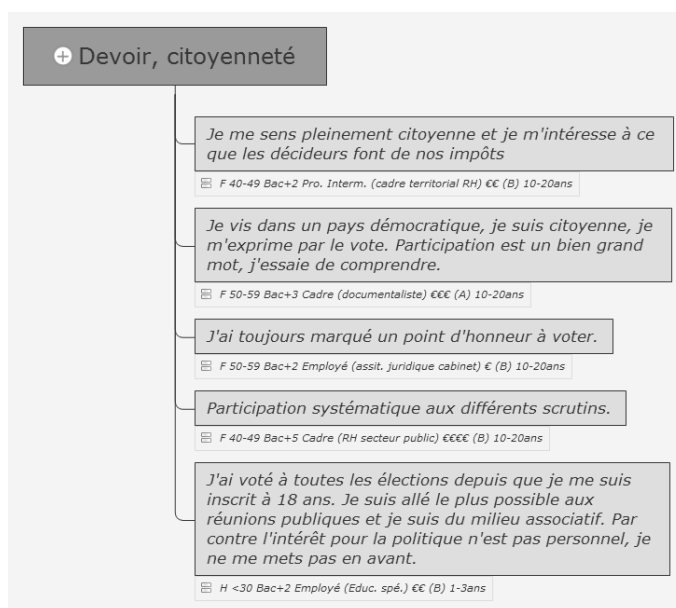 Devoir, citoyenneté
Je me sens pleinement citoyenne et je m'intéresse à ce
que les décideurs font de nos impôts
F 40-49 Bac+2 Pro. Interm. (cadre territorial RH) €€ (B) 10-20ans
Je vis dans un pays démocratique, je suis citoyenne, je
m'exprime par le vote. Participation est un bien grand
mot, j'essaie de comprendre.
F 50-59 Bac+3 Cadre (documentaliste) €€€ (A) 10-20ans
J'ai toujours marqué un point d'honneur à voter.
F 50-59 Bac+2 Employé (assit. juridique cabinet) € (B) 10-20ans
Participation systématique aux différents scrutins.
F 40-49 Bac+5 Cadre (RH secteur public) €€€€ (B) 10-20ans
J'ai voté à toutes les élections depuis que je me suis
inscrit à 18 ans. Je suis allé le plus possible aux
réunions publiques et je suis du milieu associatif. Par
contre l'intérêt pour la politique n'est pas personnel, je
ne me mets pas en avant.
H <30 Bac+2 Employé (Educ. spé.) €€ (B) 1-3ans